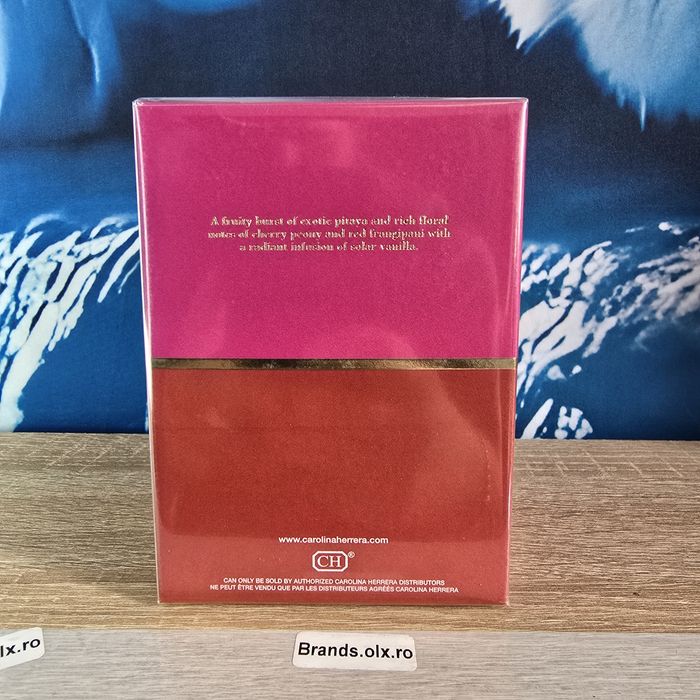 A fruity burst of exotic pitaya and rich floral
notes of cherry peony and red frangipani with
a radiant infusion of solar vanilla.
www.carolinaherrera.com
CH®
CAN ONLY BE SOLD BY AUTHORIZED CAROLINA HERRERA DISTRIBUTORS
NE PEUT ÊTRE VENDU QUE PAR LES DISTRIBUTEURS AGRÉÉS CAROLINA HERRERA
lx.ro
Brands.olx.ro